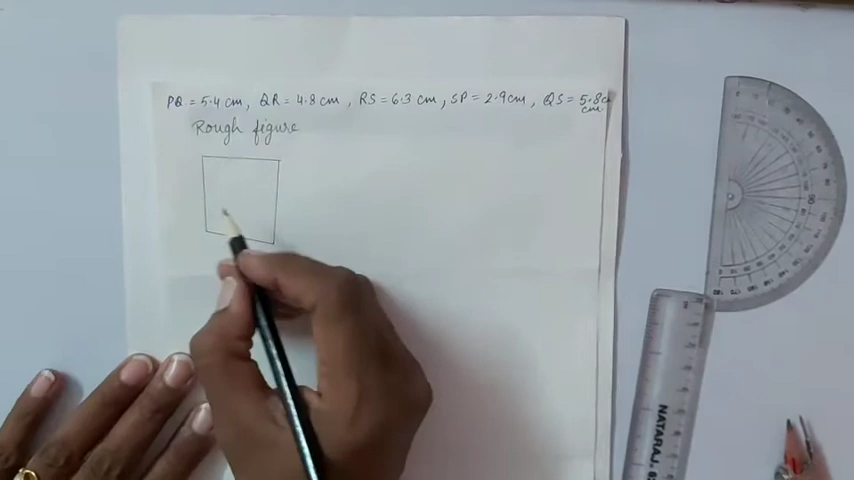 PQ = 5.4 cm, QR = 4.8 cm, RS = 6.3 cm, SP = 2.9 cm, QS = 5.8
cm
Rough figure
NATARAJ